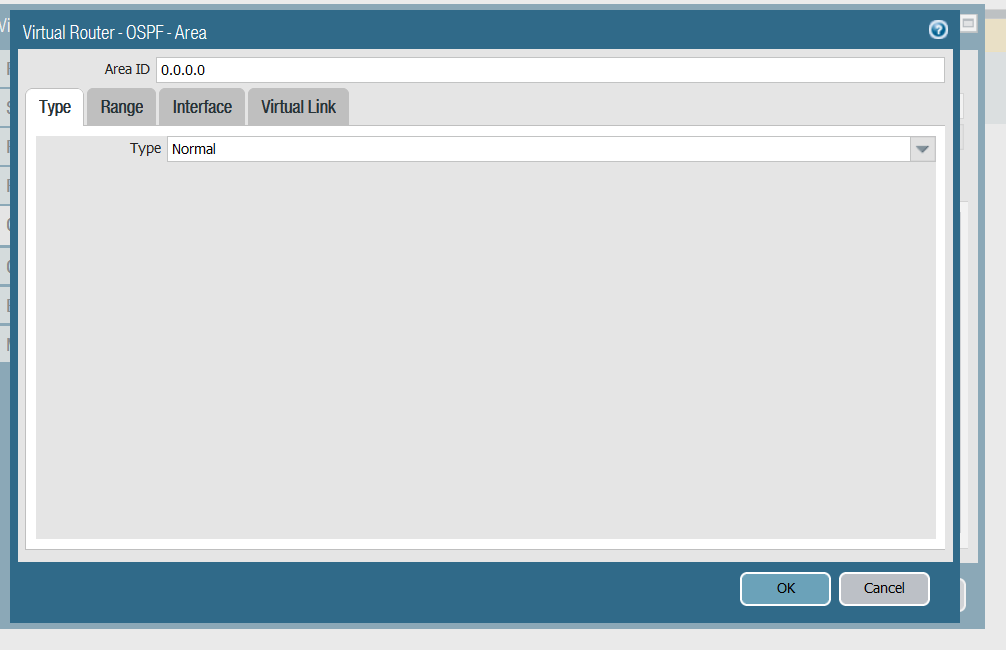 Virtual Router - OSPF - Area
Area ID 0.0.0.0
Type Range Interface Virtual Link
Type Normal
OK Cancel